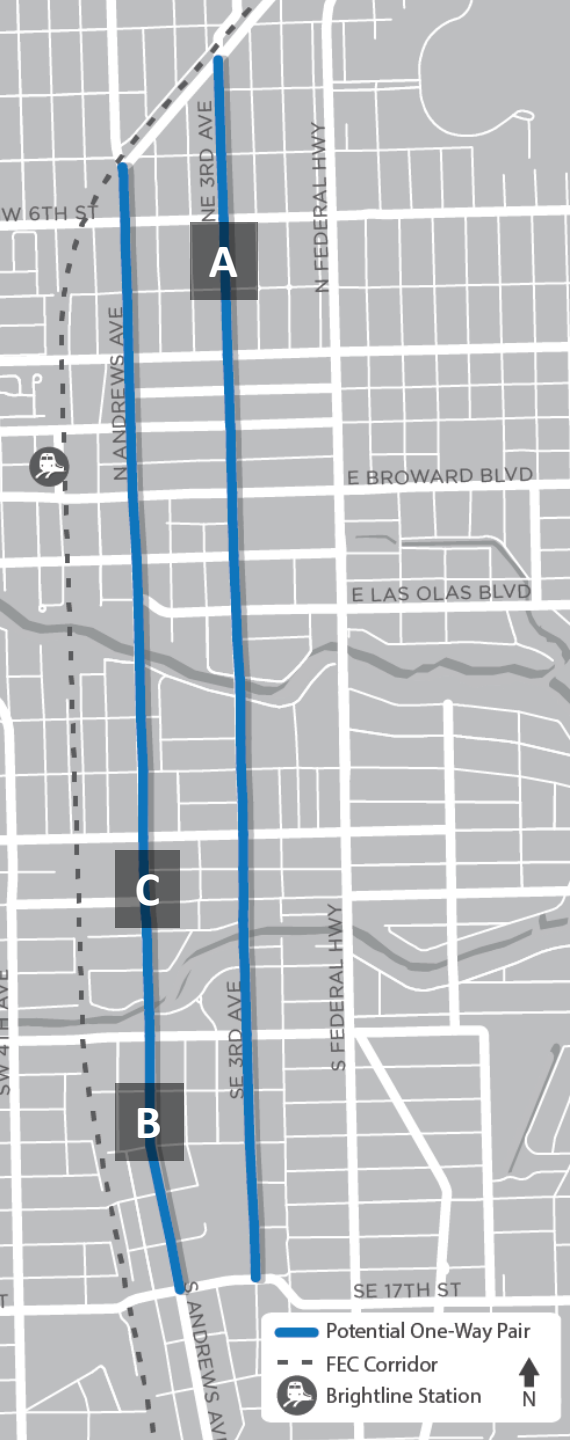 NE 3RD AVE
W 6TH ST
N FEDERAL HWY
A
N ANDREWS AVE
E BROWARD BLVD
E LAS OLAS BLVD
C
S FEDERAL HWY
SW 4TH AVE
SE 3RD AVE
B
SE 17TH ST
T
S ANDREWS AVE
Potential One-Way Pair
FEC Corridor
Brightline Station
N